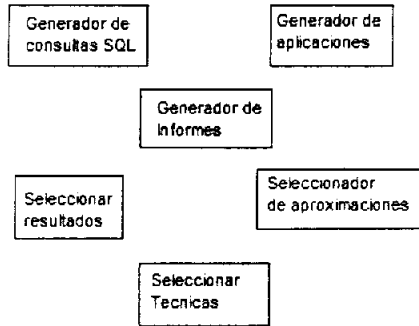 Generador de
consultas SQL
Generador de
aplicaciones
Generador de
Informes
Seleccionar
resultados
Seleccionador
de aproximaciones
Seleccionar
Tecnicas